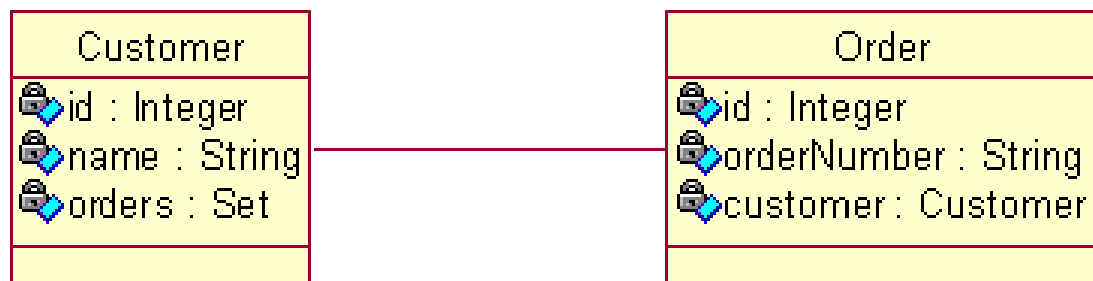 Customer
id : Integer
name : String
orders : Set
Order
id : Integer
orderNumber : String
customer : Customer